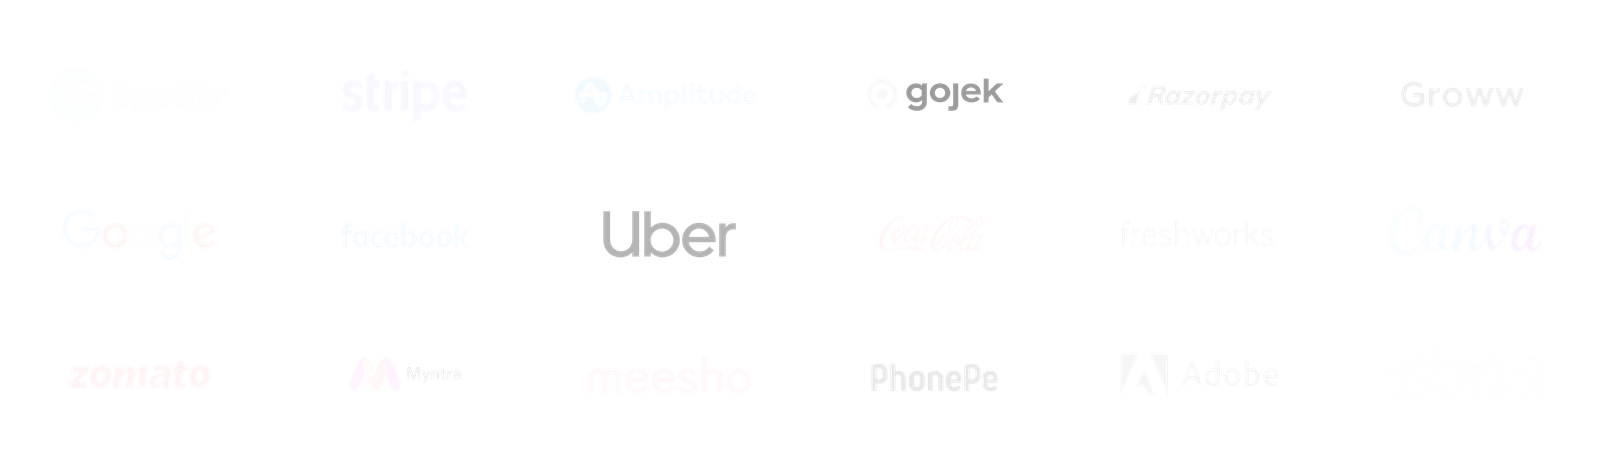 Spotify stripe Amplitude gojek Razorpay Groww
Google facebook Uber Coca-Cola freshworks Canva
zomato Myntra meesho PhonePe Adobe